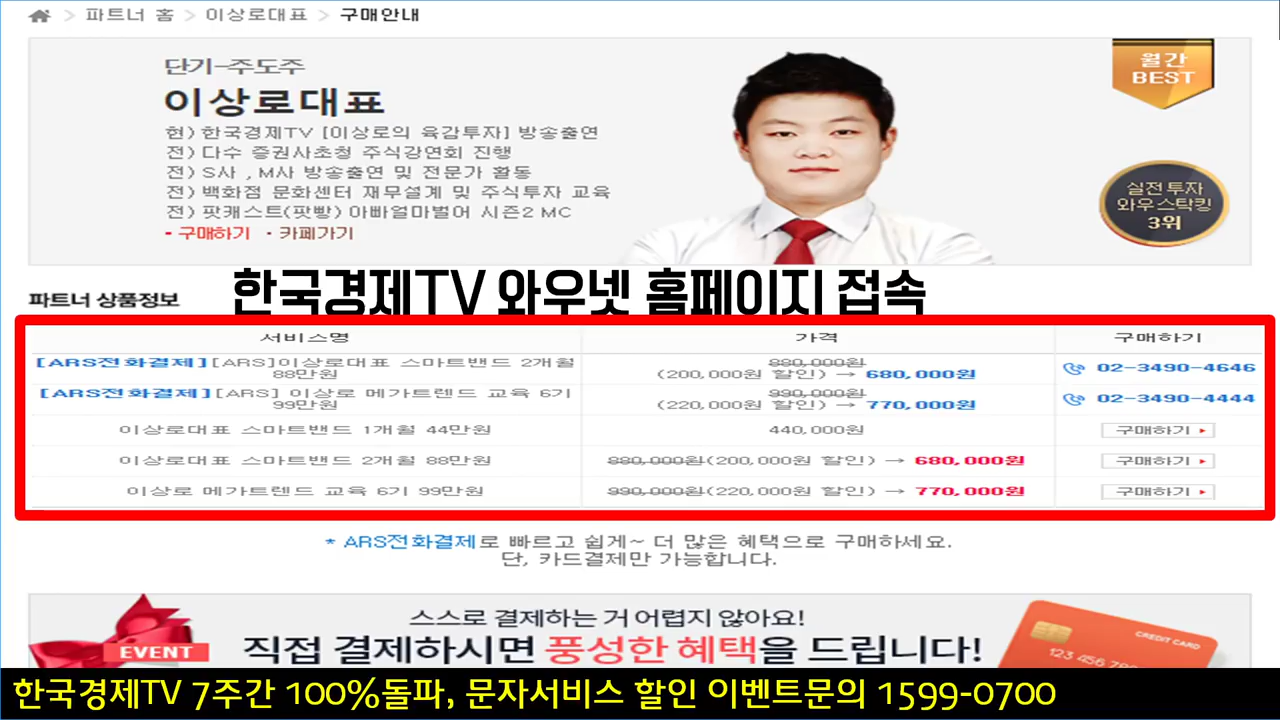 파트너 홈 > 이상로대표 > 구매안내
단기-주도주
이상로대표
현) 한국경제TV [이상로의 육감투자] 방송출연
전) 다수 증권사초청 주식강연회 진행
전) S사 , M사 방송출연 및 전문가 활동
전) 백화점 문화센터 재무설계 및 주식투자 교육
전) 팟캐스트(팟빵) 아빠얼마벌어 시즌2 MC
구매하기 · 카페가기
월간
BEST
실전 투자
와우 스탁킹
3위
한국경제TV 와우넷 홈페이지 접속
파트너 상품정보
서비스명 가격 구매하기
[ARS전화결제][ARS]이상로대표 스마트밴드 2개월
88만원
880,000원
(200,000원 할인) → 680,000원
02-3490-4646
[ARS전화결제][ARS] 이상로 메가트렌드 교육 6기
99만원
990,000원
(220,000원 할인) → 770,000원
02-3490-4444
이상로대표 스마트밴드 1개월 44만원 440,000원 구매하기
이상로대표 스마트밴드 2개월 88만원 880,000원(200,000원 할인) → 680,000원 구매하기
이상로 메가트렌드 교육 6기 99만원 990,000원(220,000원 할인) → 770,000원 구매하기
* ARS전화결제로 빠르고 쉽게~ 더 많은 혜택으로 구매하세요.
단, 카드결제만 가능합니다.
EVENT
스스로 결제하는 거 어렵지 않아요!
직접 결제하시면 풍성한 혜택을 드립니다!
CREDIT CARD
한국경제TV 7주간 100%돌파, 문자서비스 할인 이벤트문의 1599-0700